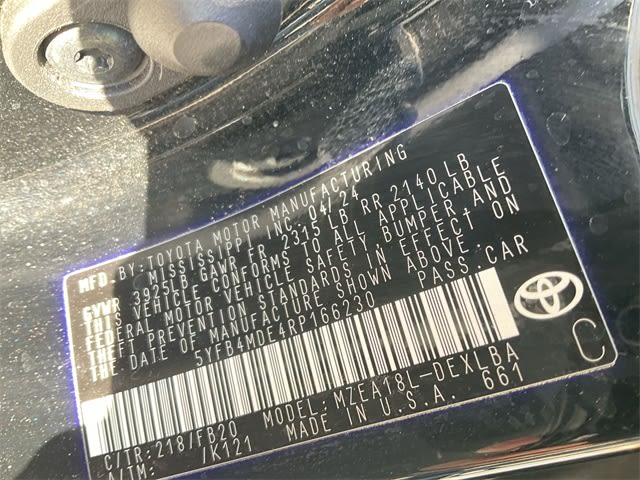 MFD. BY: TOYOTA MOTOR MANUFACTURING
MISSISSIPPI, INC. 04/24
GVWR 3925LB GAWR FR 2315 LB RR 2140 LB
THIS VEHICLE CONFORMS TO ALL APPLICABLE
FEDERAL MOTOR VEHICLE SAFETY, BUMPER, AND
THEFT PREVENTION STANDARDS IN EFFECT ON
THE DATE OF MANUFACTURE SHOWN ABOVE.
5YFB4MDE4RP166230 PASS.CAR
C/TR:218/FB20 MODEL: MZEA18L-DEXLBA
A/TM: /K121 MADE IN U.S.A. 661
C